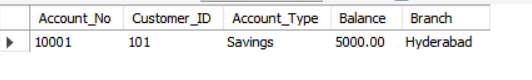 Account_No Customer_ID Account_Type Balance Branch
10001 101 Savings 5000.00 Hyderabad